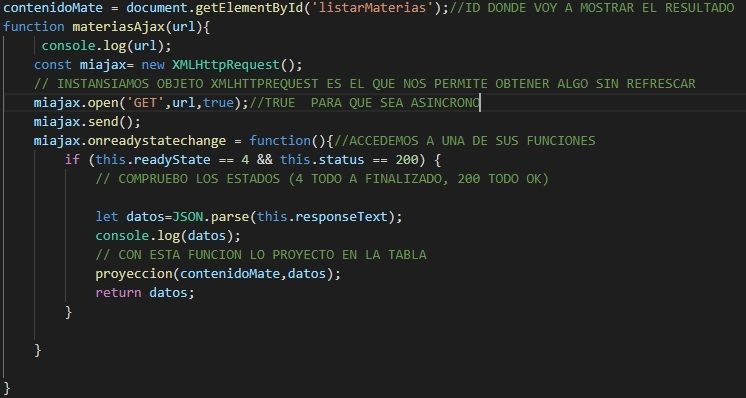 contenidoMate = document.getElementById('listarMaterias');//ID DONDE VOY A MOSTRAR EL RESULTADO
function materiasAjax(url){
console.log(url);
const miajax= new XMLHttpRequest();
// INSTANSIAMOS OBJETO XMLHTTPREQUEST ES EL QUE NOS PERMITE OBTENER ALGO SIN REFRESCAR
miajax.open('GET',url,true);//TRUE  PARA QUE SEA ASINCRONO
miajax.send();
miajax.onreadystatechange = function(){//ACCEDEMOS A UNA DE SUS FUNCIONES
if (this.readyState == 4 && this.status == 200) {
// COMPRUEBO LOS ESTADOS (4 TODO A FINALIZADO, 200 TODO OK)
let datos=JSON.parse(this.responseText);
console.log(datos);
// CON ESTA FUNCION LO PROYECTO EN LA TABLA
proyeccion(contenidoMate,datos);
return datos;
}
}
}